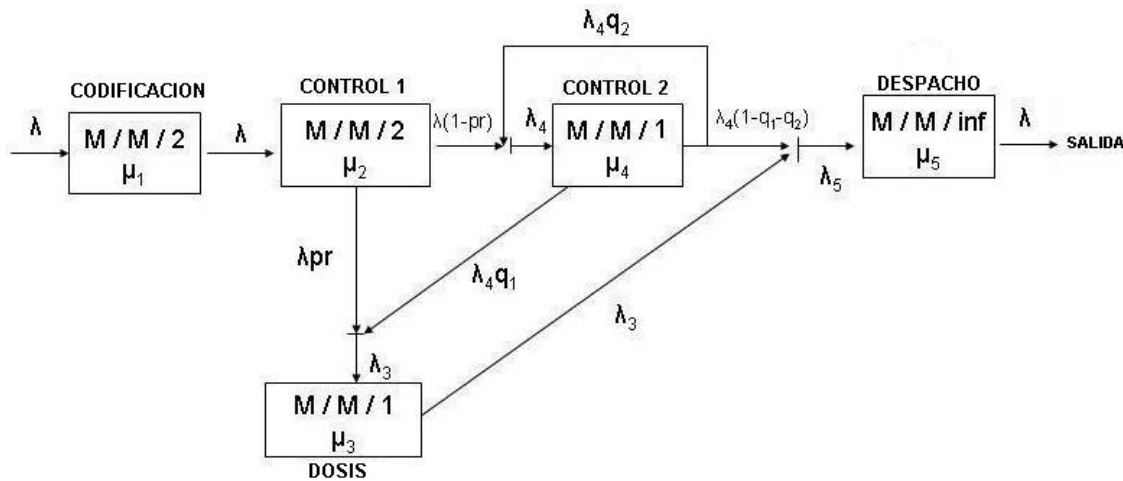 λ₄q₂
CODIFICACION
CONTROL 1
CONTROL 2
DESPACHO
λ
M / M / 2
μ₁
λ
M / M / 2
μ₂
λ(1-pr)
λ₄
M / M / 1
μ₄
λ₄(1-q₁-q₂)
λ₅
M / M / inf
μ₅
λ
SALIDA
λpr
λ₄q₁
λ₃
λ₃
M / M / 1
μ₃
DOSIS